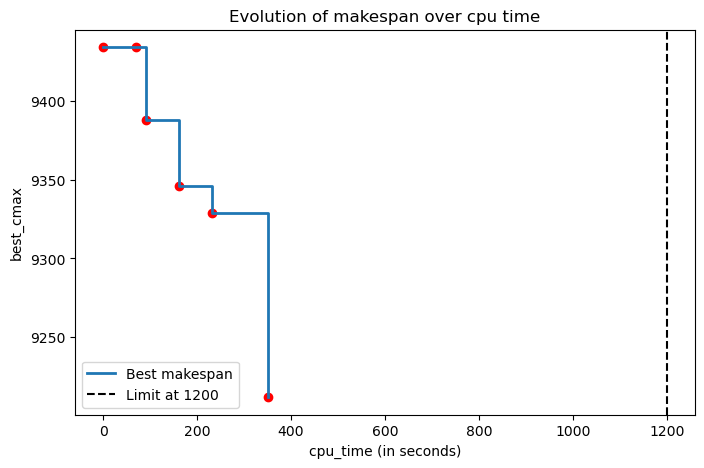 Evolution of makespan over cpu time
best_cmax
9400
9350
9300
9250
Best makespan
Limit at 1200
0
200
400
600
800
1000
1200
cpu_time (in seconds)